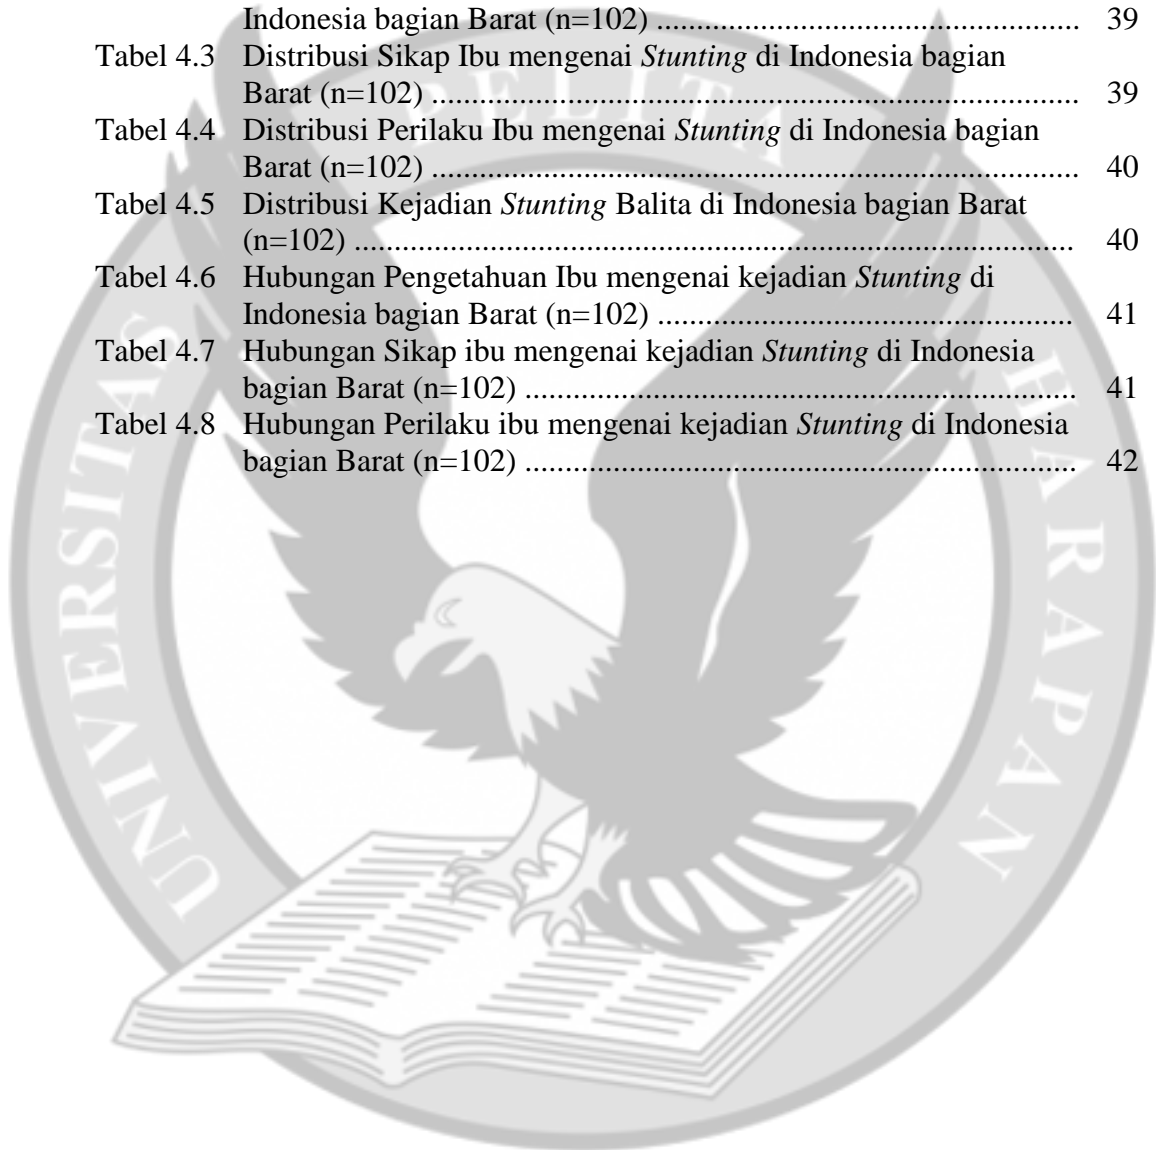 Indonesia bagian Barat (n=102) ..................................................... 39
Tabel 4.3 Distribusi Sikap Ibu mengenai Stunting di Indonesia bagian
Barat (n=102) ................................................................................. 39
Tabel 4.4 Distribusi Perilaku Ibu mengenai Stunting di Indonesia bagian
Barat (n=102) ................................................................................. 40
Tabel 4.5 Distribusi Kejadian Stunting Balita di Indonesia bagian Barat
(n=102) .......................................................................................... 40
Tabel 4.6 Hubungan Pengetahuan Ibu mengenai kejadian Stunting di
Indonesia bagian Barat (n=102) .................................................... 41
Tabel 4.7 Hubungan Sikap ibu mengenai kejadian Stunting di Indonesia
bagian Barat (n=102) ..................................................................... 41
Tabel 4.8 Hubungan Perilaku ibu mengenai kejadian Stunting di Indonesia
bagian Barat (n=102) ..................................................................... 42
UNIVERSITAS
PELITA
HARAPAN